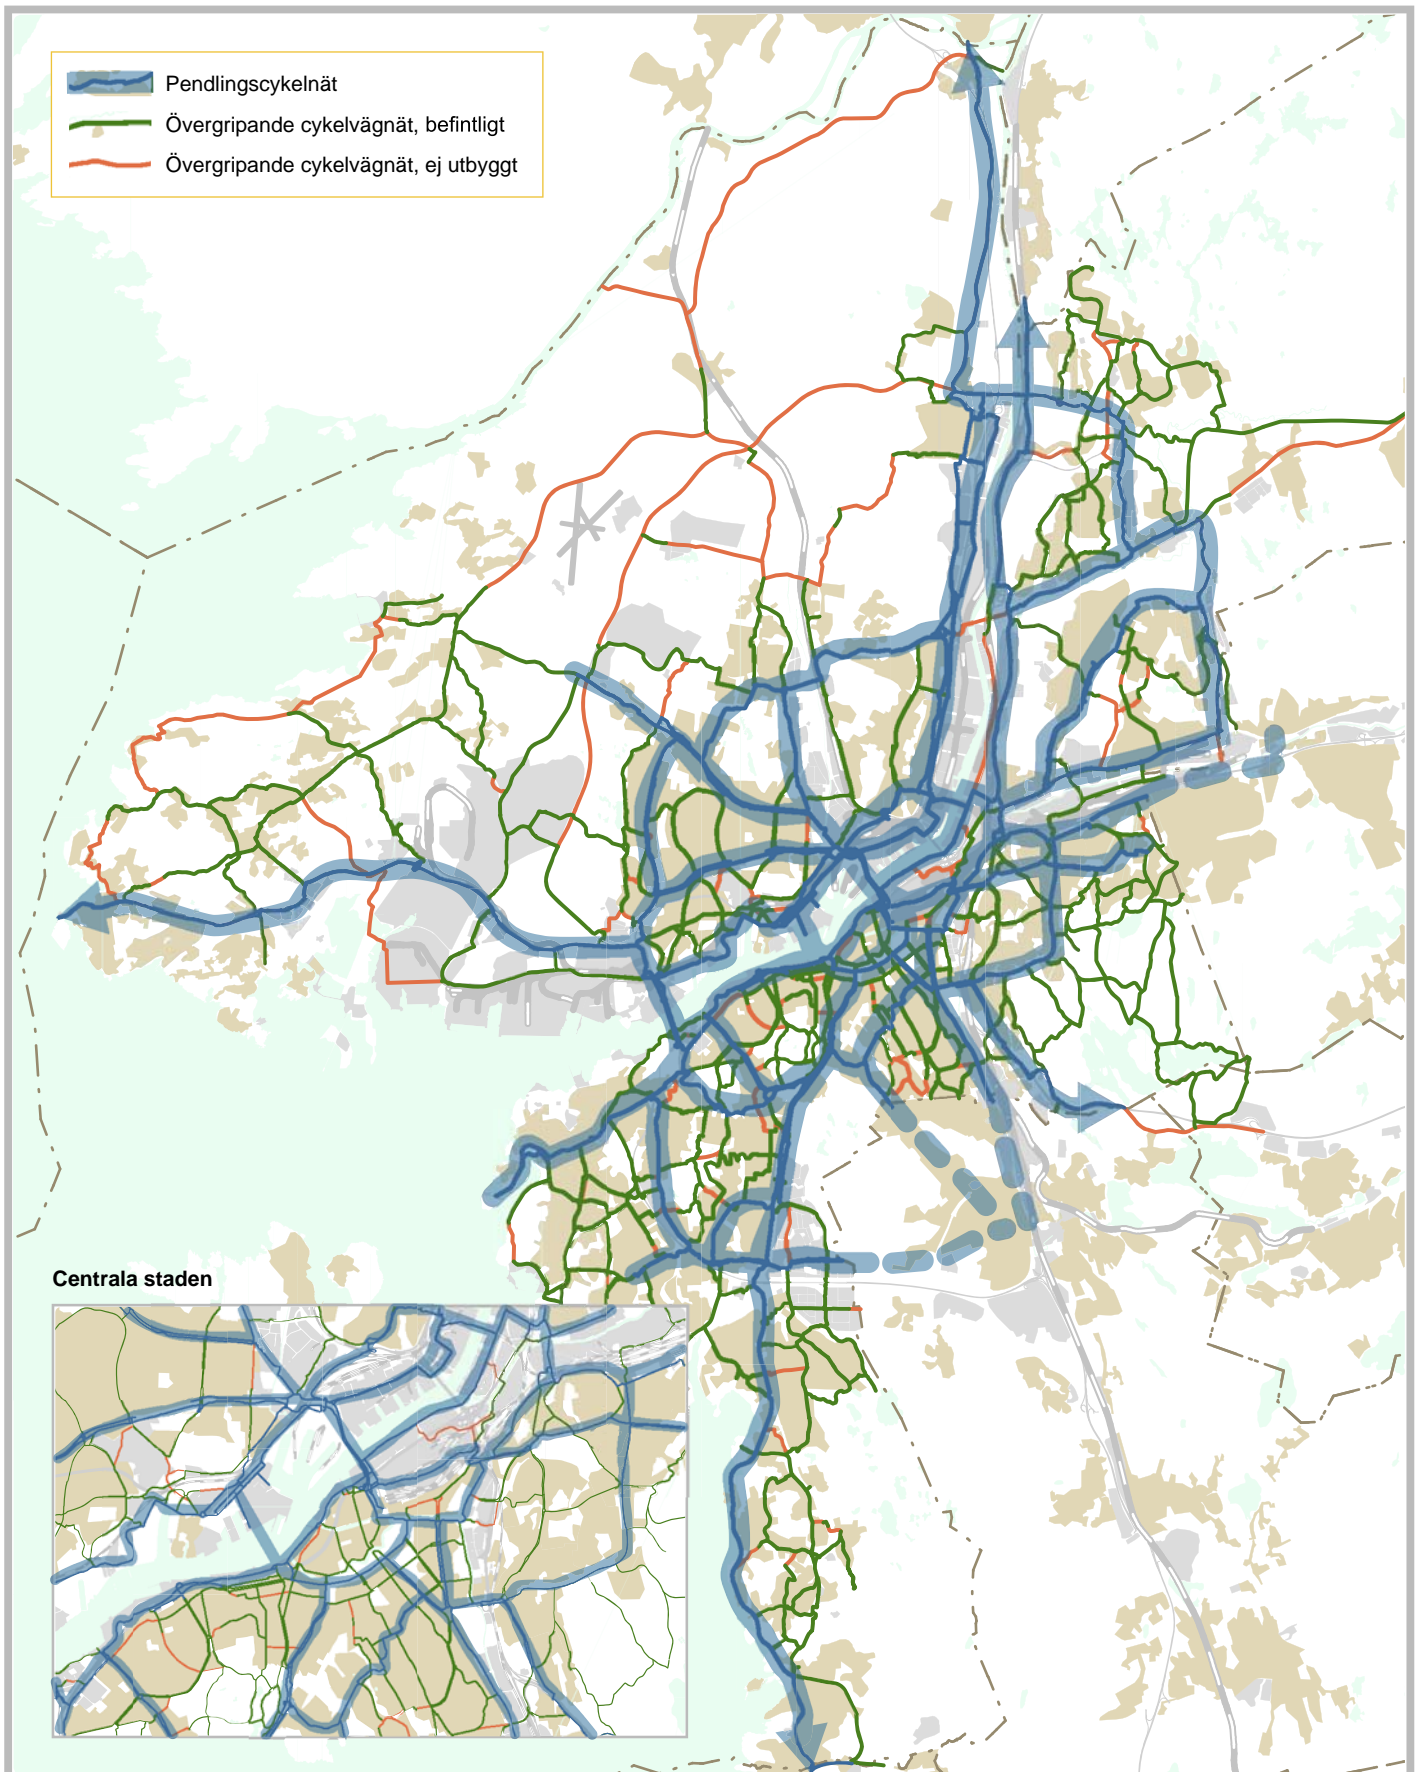 Pendlingscykelnät
Övergripande cykelvägnät, befintligt
Övergripande cykelvägnät, ej utbyggt
Centrala staden